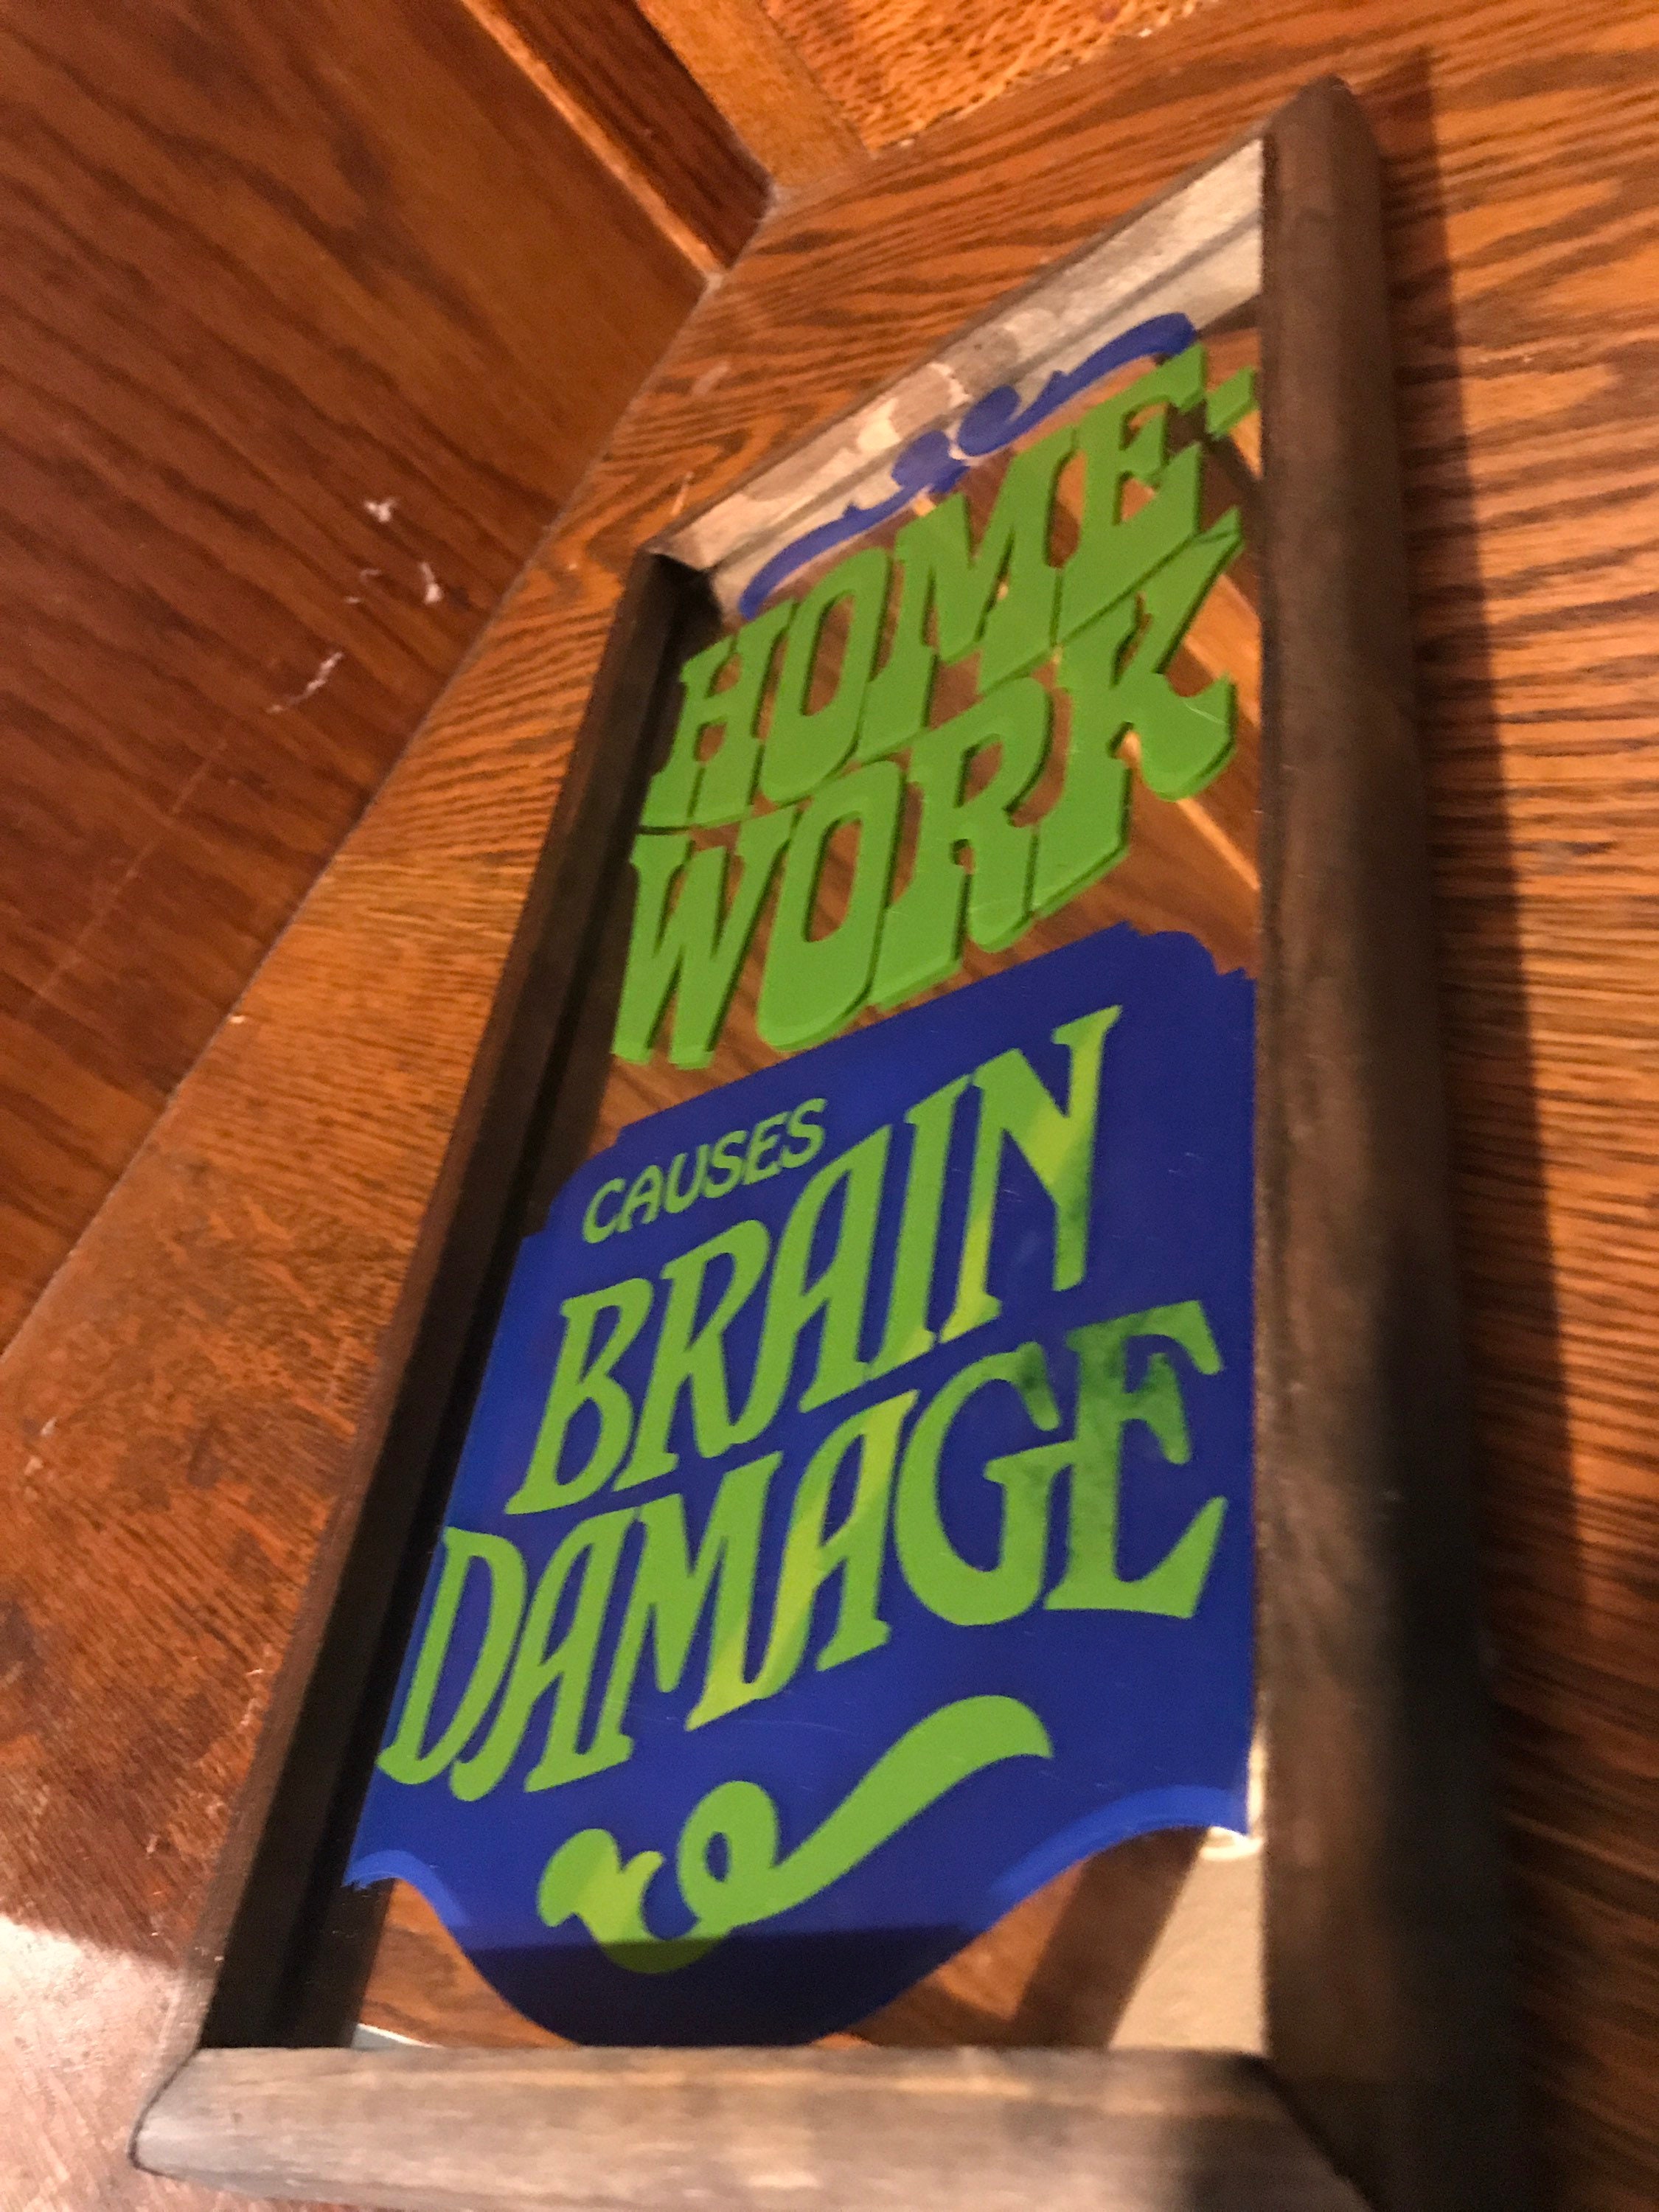 HOME-
WORK
CAUSES
BRAIN
DAMAGE